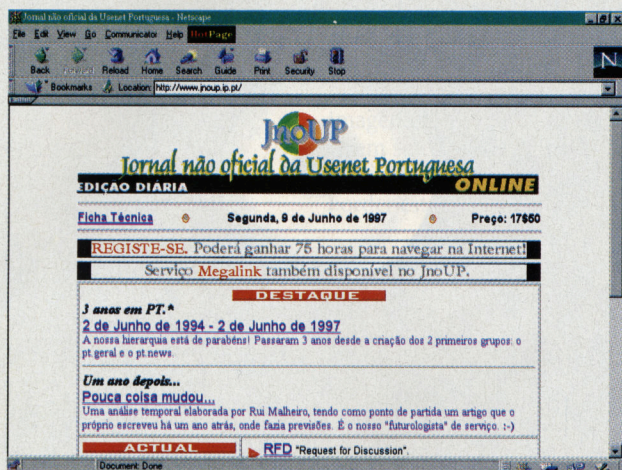 Jornal não oficial da Usenet Portuguesa - Netscape
File Edit View Go Communicator Help HotPage
Back Forward Reload Home Search Guide Print Security Stop
Bookmarks Location: http://www.jnoup.ip.pt/
N
JnoUP
Jornal não oficial da Usenet Portuguesa
EDIÇÃO DIÁRIA ONLINE
Ficha Técnica Segunda, 9 de Junho de 1997 Preço: 17$50
REGISTE-SE. Poderá ganhar 75 horas para navegar na Internet!
Serviço Megalink também disponível no JnoUP.
DESTAQUE
3 anos em PT.*
2 de Junho de 1994 - 2 de Junho de 1997
A nossa hierarquia está de parabéns! Passaram 3 anos desde a criação dos 2 primeiros grupos: o
pt.geral e o pt.news.
Um ano depois...
Pouca coisa mudou...
Uma análise temporal elaborada por Rui Malheiro, tendo como ponto de partida um artigo que o
próprio escreveu há um ano atrás, onde fazia previsões. É o nosso "futurologista" de serviço. :-)
ACTUAL
RFD "Request for Discussion".
Document: Done